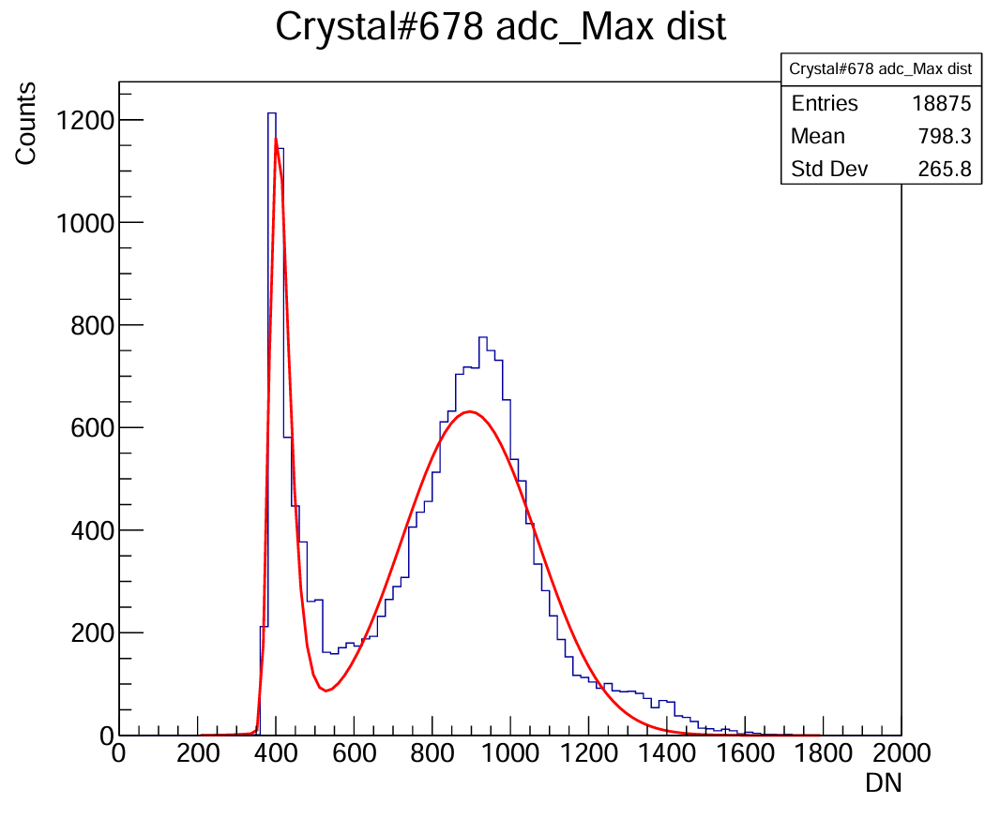 Crystal#678 adc_Max dist
Crystal#678 adc_Max dist
Entries 18875
Mean 798.3
Std Dev 265.8
Counts
1200
1000
800
600
400
200
0
0 200 400 600 800 1000 1200 1400 1600 1800 2000
DN